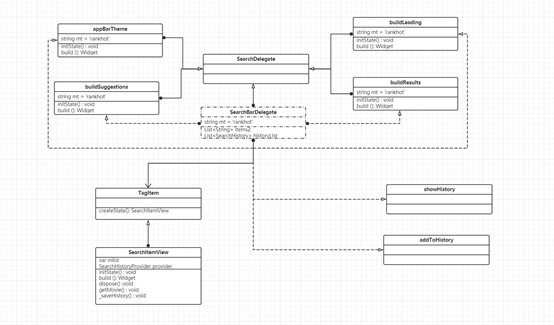 appBarTheme
string mt = 'rankhot'
initState() : void
build (): Widget
buildLeading
string mt = 'rankhot'
initState() : void
build (): Widget
SearchDelegate
buildSuggestions
string mt = 'rankhot'
initState() : void
build (): Widget
buildResults
string mt = 'rankhot'
initState() : void
build (): Widget
SearchBarDelegate
string mt = 'rankhot'
List<String> items2
List<SearchHistory> historyList
TagItem
createState(): SearchItemView
showHistory
addToHistory
SearchItemView
var mlist
SearchHistoryProvider provider
initState() : void
build (): Widget
dispose() :void
getMovie() : void
_saveHistory() : void